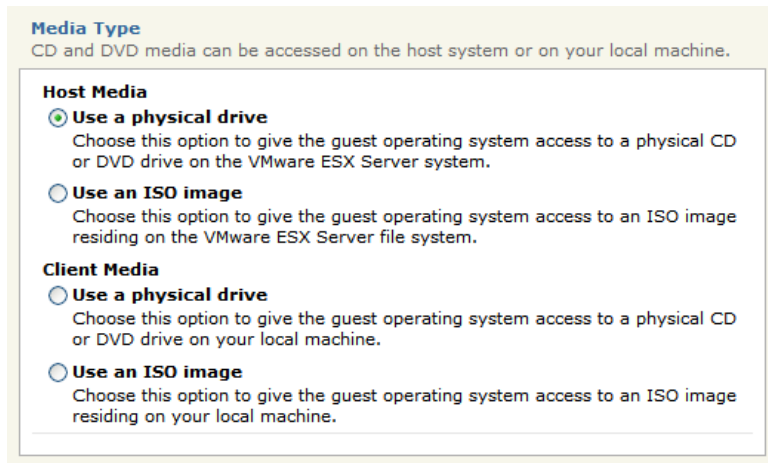 Media Type
CD and DVD media can be accessed on the host system or on your local machine.
Host Media
Use a physical drive
Choose this option to give the guest operating system access to a physical CD
or DVD drive on the VMware ESX Server system.
Use an ISO image
Choose this option to give the guest operating system access to an ISO image
residing on the VMware ESX Server file system.
Client Media
Use a physical drive
Choose this option to give the guest operating system access to a physical CD
or DVD drive on your local machine.
Use an ISO image
Choose this option to give the guest operating system access to an ISO image
residing on your local machine.